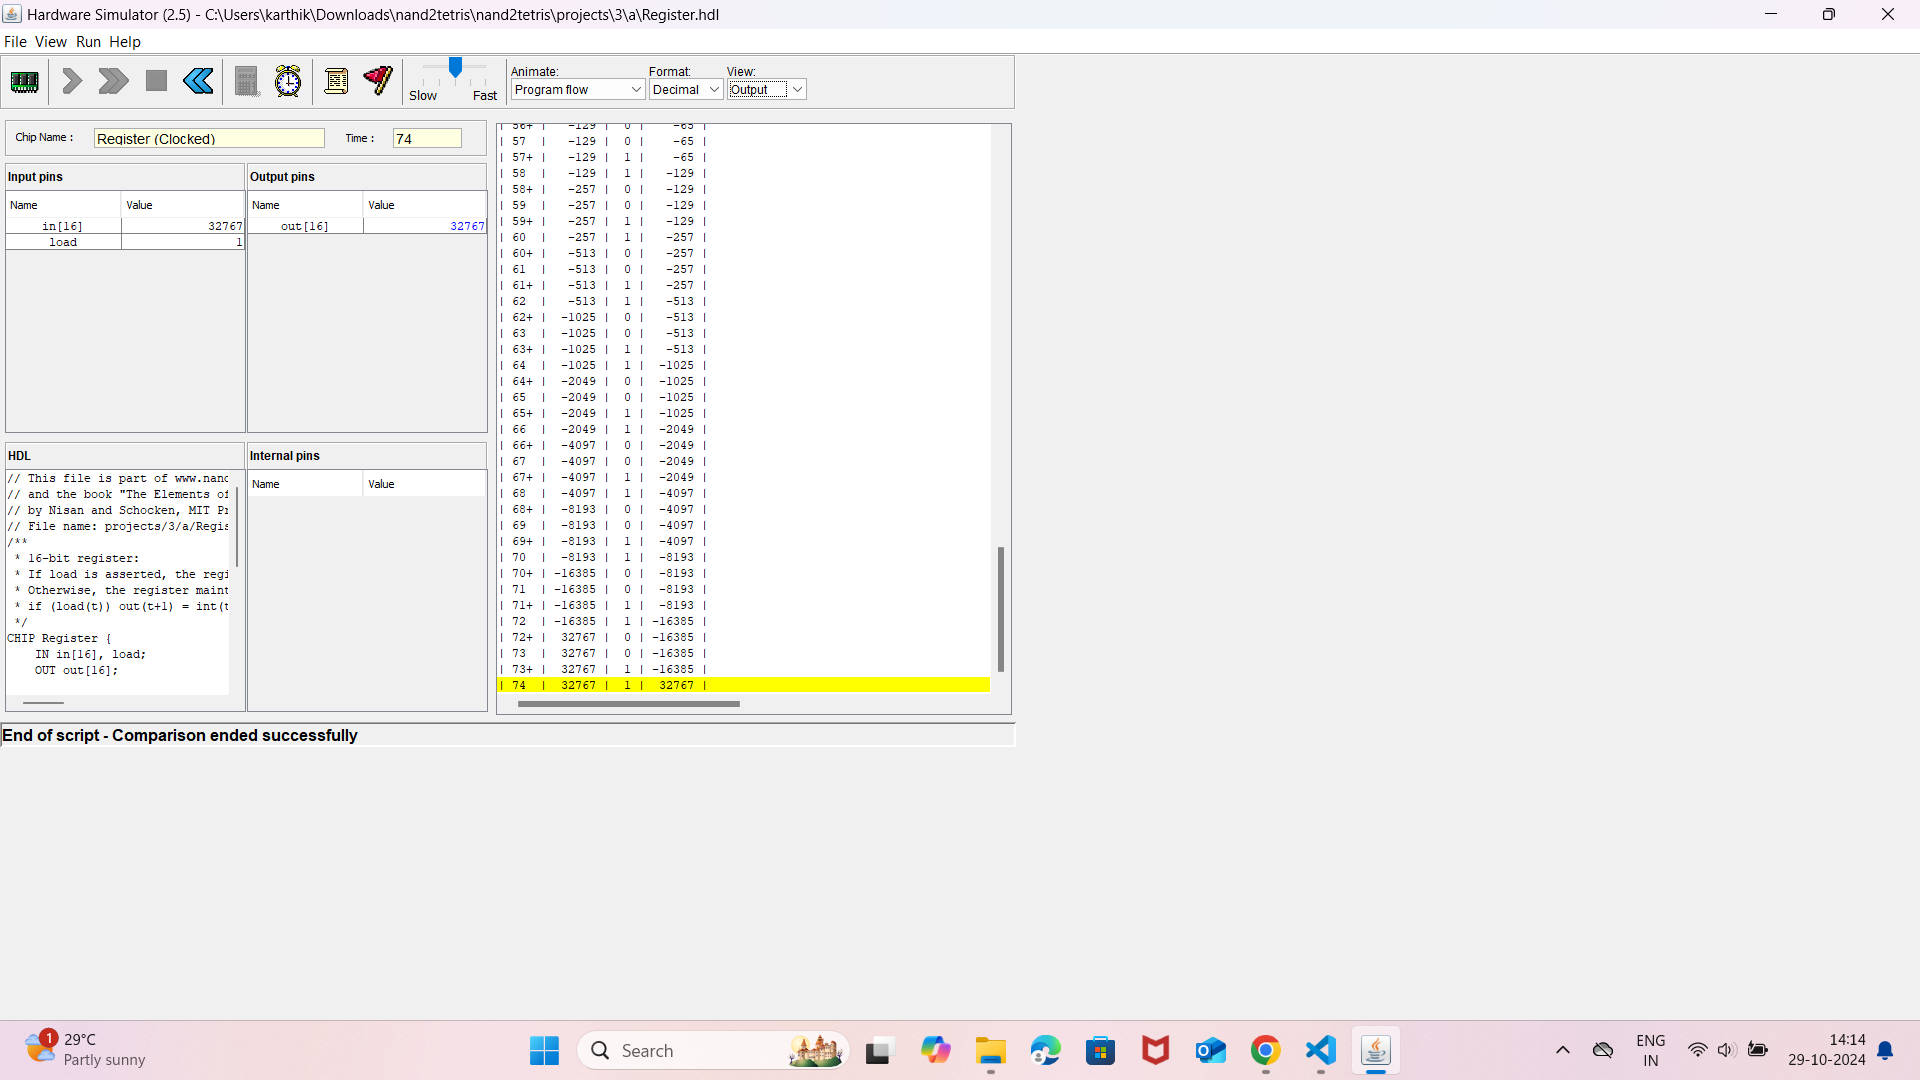 Hardware Simulator (2.5) - C:\Users\karthik\Downloads\nand2tetris\nand2tetris\projects\3\a\Register.hdl
File View Run Help
Slow Fast
Animate: Format: View:
Program flow Decimal Output
Chip Name : Register (Clocked) Time : 74
Input pins
Name Value
in[16] 32767
load 1
Output pins
Name Value
out[16] 32767
HDL
// This file is part of www.nand
// and the book "The Elements of
// by Nisan and Schocken, MIT Pr
// File name: projects/3/a/Regis
/**
* 16-bit register:
* If load is asserted, the regi
* Otherwise, the register maint
* if (load(t)) out(t+1) = int(t
*/
CHIP Register {
IN in[16], load;
OUT out[16];
Internal pins
Name Value
| 56+ | -129 | 0 | -65 |
| 57 | -129 | 0 | -65 |
| 57+ | -129 | 1 | -65 |
| 58 | -129 | 1 | -129 |
| 58+ | -257 | 0 | -129 |
| 59 | -257 | 0 | -129 |
| 59+ | -257 | 1 | -129 |
| 60 | -257 | 1 | -257 |
| 60+ | -513 | 0 | -257 |
| 61 | -513 | 0 | -257 |
| 61+ | -513 | 1 | -257 |
| 62 | -513 | 1 | -513 |
| 62+ | -1025 | 0 | -513 |
| 63 | -1025 | 0 | -513 |
| 63+ | -1025 | 1 | -513 |
| 64 | -1025 | 1 | -1025 |
| 64+ | -2049 | 0 | -1025 |
| 65 | -2049 | 0 | -1025 |
| 65+ | -2049 | 1 | -1025 |
| 66 | -2049 | 1 | -2049 |
| 66+ | -4097 | 0 | -2049 |
| 67 | -4097 | 0 | -2049 |
| 67+ | -4097 | 1 | -2049 |
| 68 | -4097 | 1 | -4097 |
| 68+ | -8193 | 0 | -4097 |
| 69 | -8193 | 0 | -4097 |
| 69+ | -8193 | 1 | -4097 |
| 70 | -8193 | 1 | -8193 |
| 70+ | -16385 | 0 | -8193 |
| 71 | -16385 | 0 | -8193 |
| 71+ | -16385 | 1 | -8193 |
| 72 | -16385 | 1 | -16385 |
| 72+ | 32767 | 0 | -16385 |
| 73 | 32767 | 0 | -16385 |
| 73+ | 32767 | 1 | -16385 |
| 74 | 32767 | 1 | 32767 |
End of script - Comparison ended successfully
1
29°C
Partly sunny
Search
ENG
IN
14:14
29-10-2024